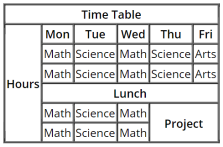 Time Table
Hours Mon Tue Wed Thu Fri
Math Science Math Science Arts
Math Science Math Science Arts
Lunch
Math Science Math Project
Math Science Math